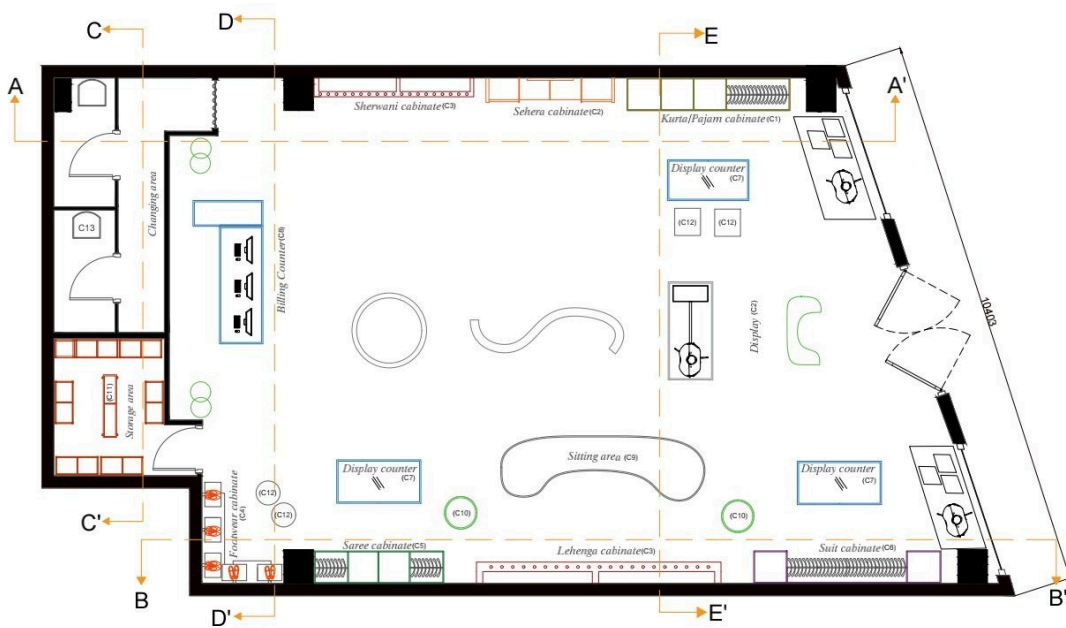 D
E
C
A
A'
Sherwani cabinate(C3)
Sehera cabinate(C2)
Kurta/Pajam cabinate(C1)
Display counter
(C7)
(C12)
(C12)
Changing area
C13
Billing Counter(C8)
Display(C2)
10403
Storage area
(C11)
Sitting area(C9)
Display counter
(C7)
Display counter
(C7)
Footwear cabinate
(C4)
(C12)
(C12)
(C10)
(C10)
C'
Saree cabinate(C5)
Lehenga cabinate(C3)
Suit cabinate(C6)
B
B'
D'
E'